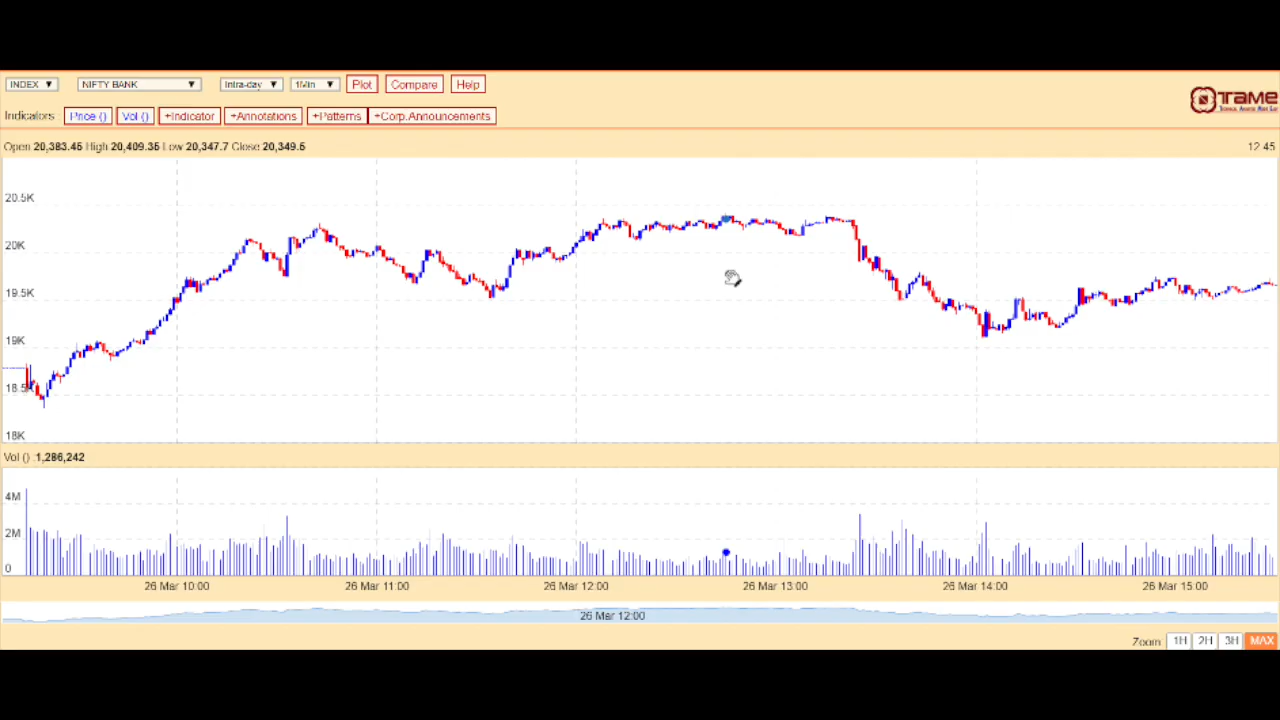 INDEX ▼ NIFTY BANK ▼ Intra-day ▼ 1Min ▼ Plot Compare Help
TAME
Indicators : Price () Vol () +Indicator +Annotations +Patterns +Corp.Announcements
Open 20,383.45 High 20,409.35 Low 20,347.7 Close 20,349.5 12:45
20.5K
20K
19.5K
19K
18.5K
18K
Vol () :1,286,242
4M
2M
0
26 Mar 10:00 26 Mar 11:00 26 Mar 12:00 26 Mar 13:00 26 Mar 14:00 26 Mar 15:00
26 Mar 12:00
Zoom: 1H 2H 3H MAX